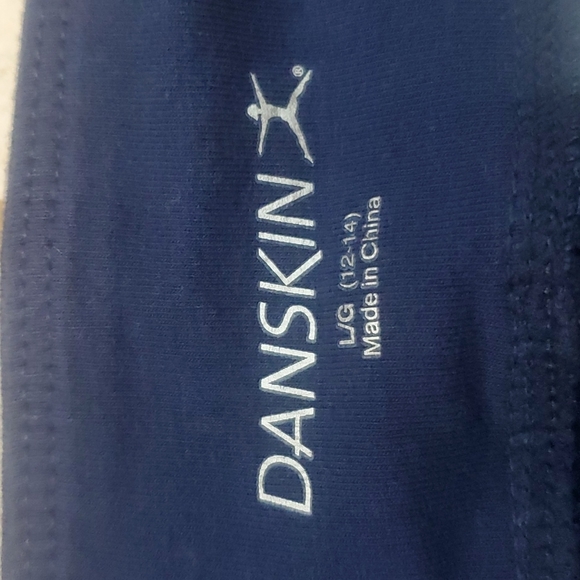 DANSKIN ®
L/G (12-14)
Made in China